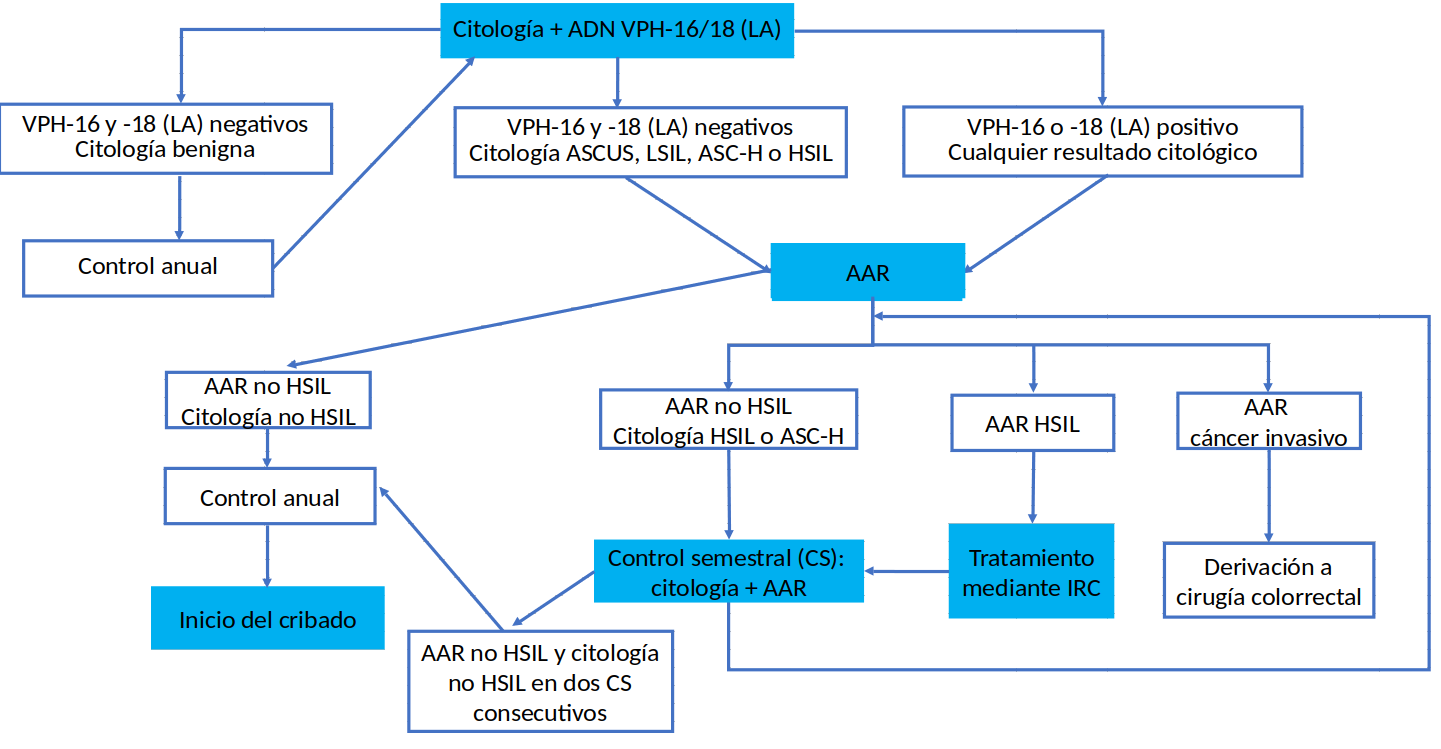 Citología + ADN VPH-16/18 (LA)
VPH-16 y -18 (LA) negativos
Citología benigna
VPH-16 y -18 (LA) negativos
Citología ASCUS, LSIL, ASC-H o HSIL
VPH-16 o -18 (LA) positivo
Cualquier resultado citológico
Control anual
AAR
AAR no HSIL
Citología no HSIL
AAR no HSIL
Citología HSIL o ASC-H
AAR HSIL
AAR
cáncer invasivo
Control anual
Control semestral (CS):
citología + AAR
Tratamiento
mediante IRC
Derivación a
cirugía colorrectal
Inicio del cribado
AAR no HSIL y citología
no HSIL en dos CS
consecutivos